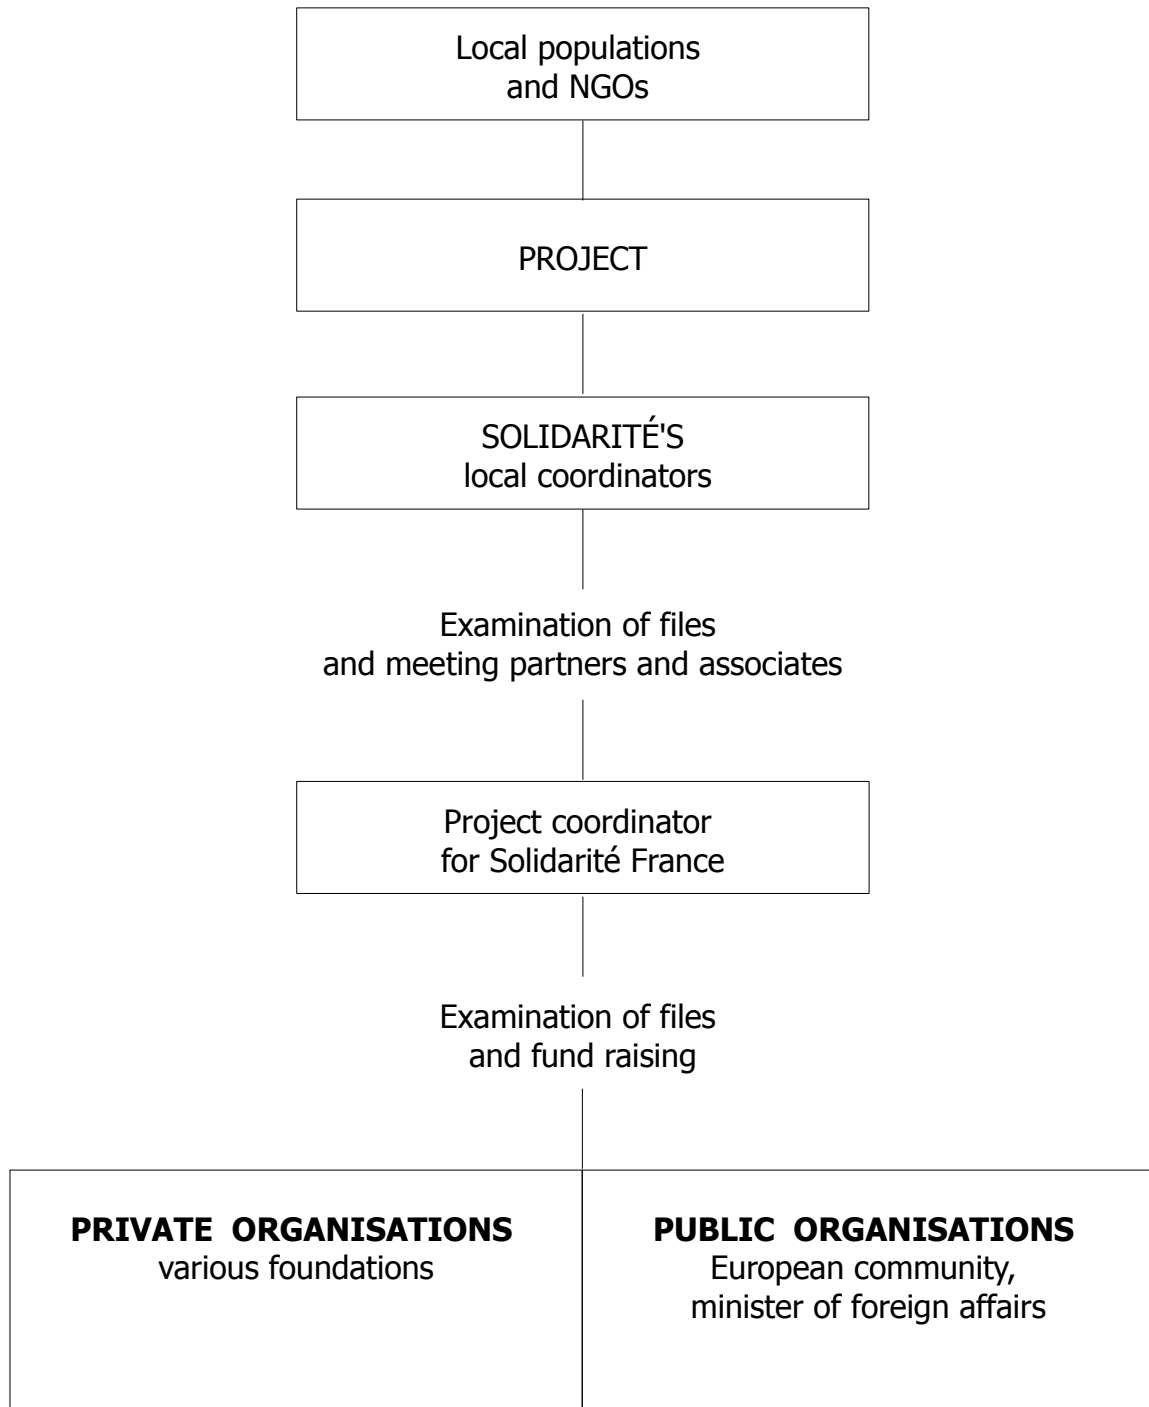 Local populations
and NGOs
PROJECT
SOLIDARITÉ'S
local coordinators
Examination of files
and meeting partners and associates
Project coordinator
for Solidarité France
Examination of files
and fund raising
PRIVATE ORGANISATIONS
various foundations
PUBLIC ORGANISATIONS
European community,
minister of foreign affairs